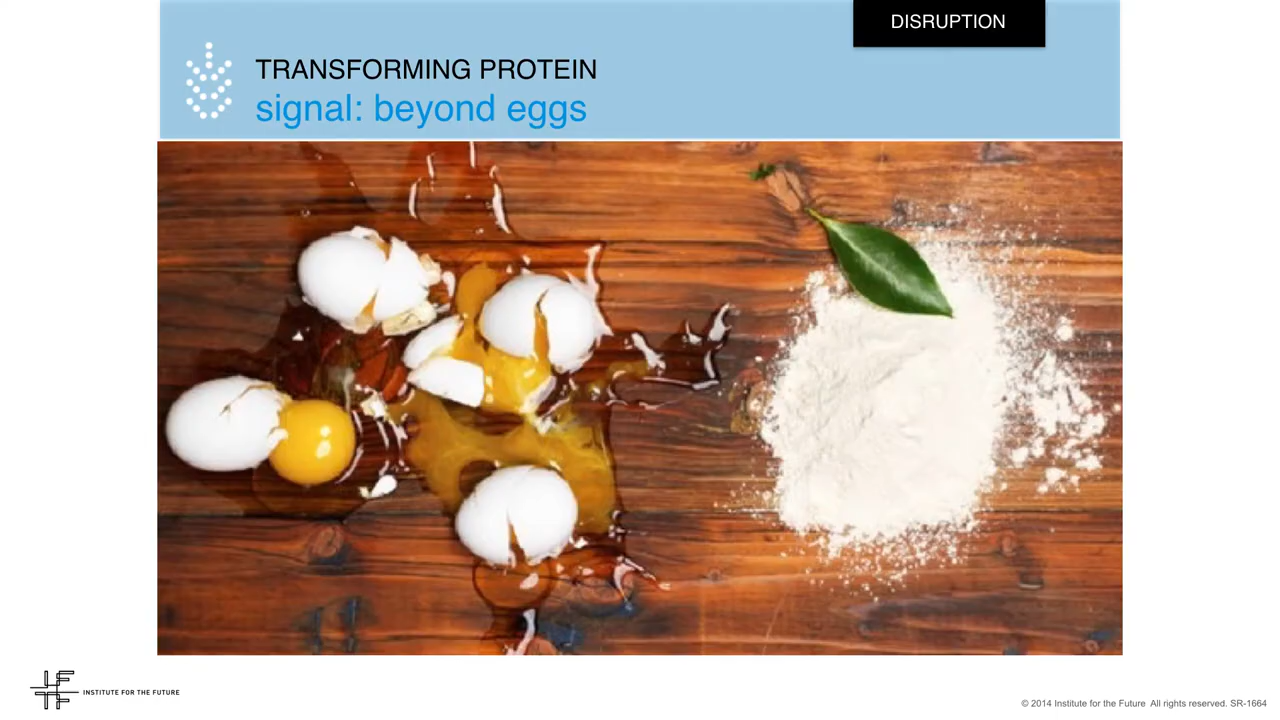 DISRUPTION
TRANSFORMING PROTEIN
signal: beyond eggs
INSTITUTE FOR THE FUTURE
© 2014 Institute for the Future All rights reserved. SR-1664